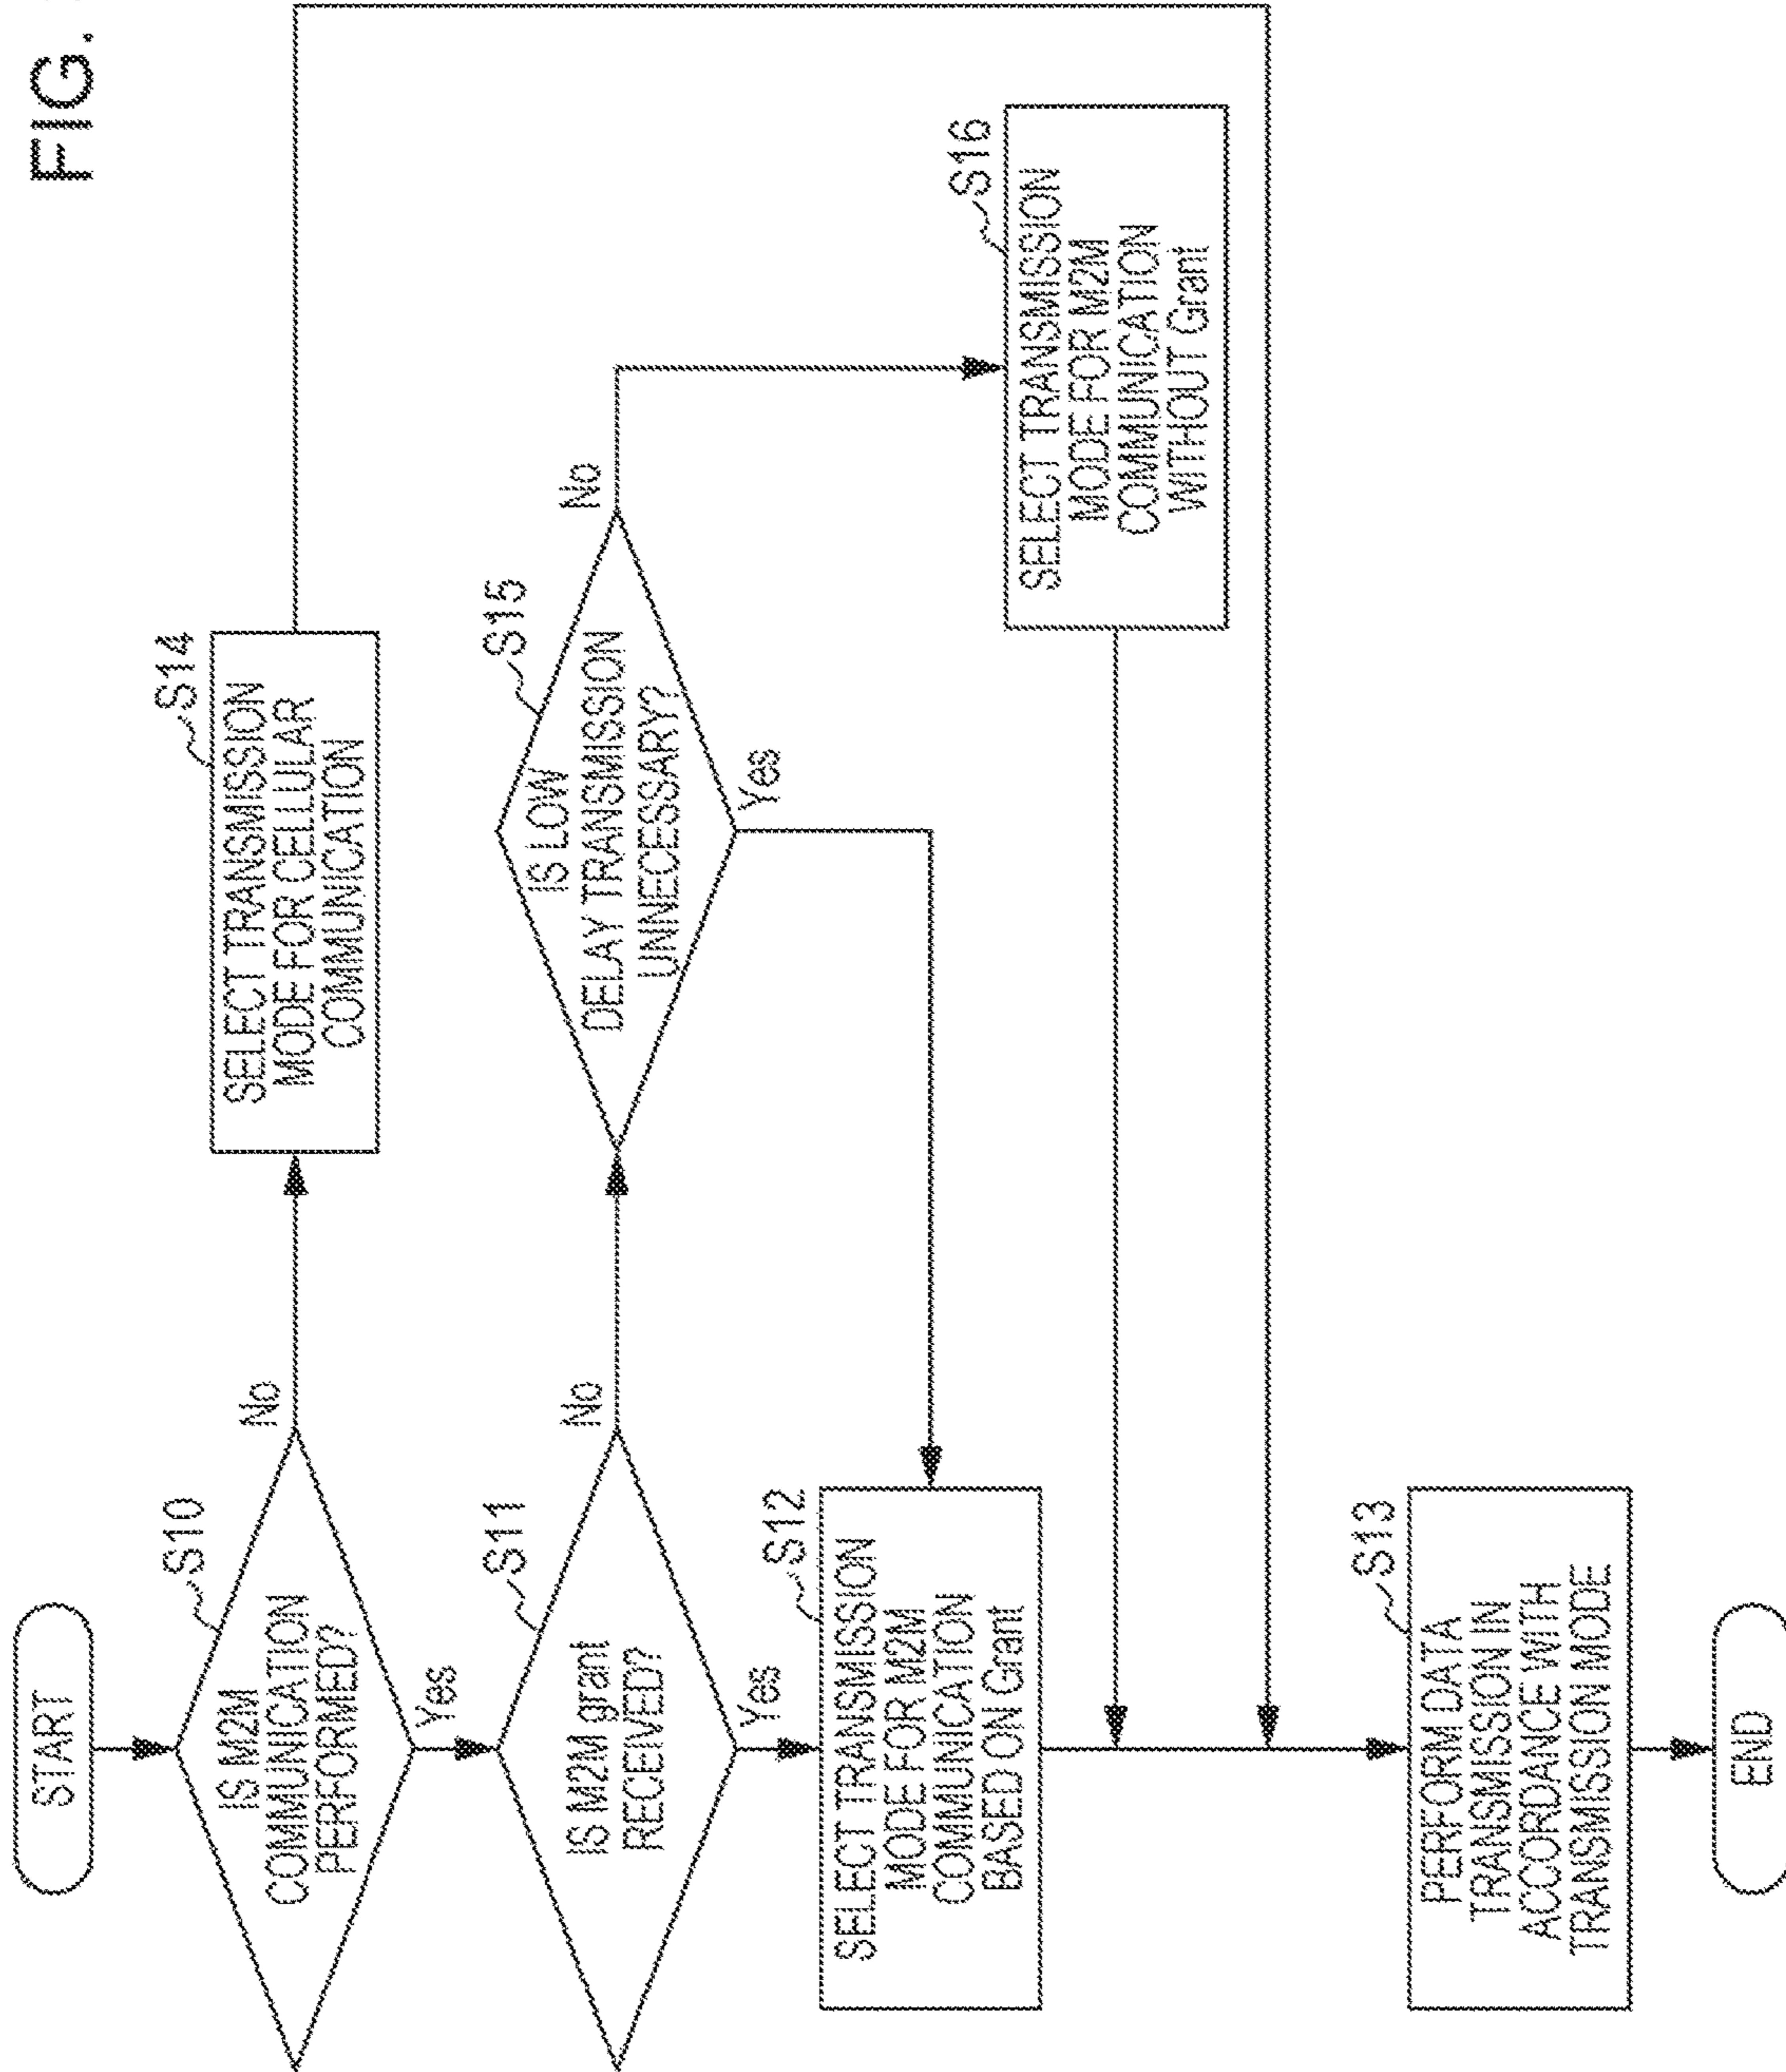 FIG.
START
S10
IS M2M
COMMUNICATION
PERFORMED?
No
Yes
S14
SELECT TRANSMISSION
MODE FOR CELLULAR
COMMUNICATION
S11
IS M2M grant
RECEIVED?
No
Yes
S15
IS LOW
DELAY TRANSMISSION
UNNECESSARY?
No
Yes
S12
SELECT TRANSMISSION
MODE FOR M2M
COMMUNICATION
BASED ON Grant
S16
SELECT TRANSMISSION
MODE FOR M2M
COMMUNICATION
WITHOUT Grant
S13
PERFORM DATA
TRANSMISSION IN
ACCORDANCE WITH
TRANSMISSION MODE
END